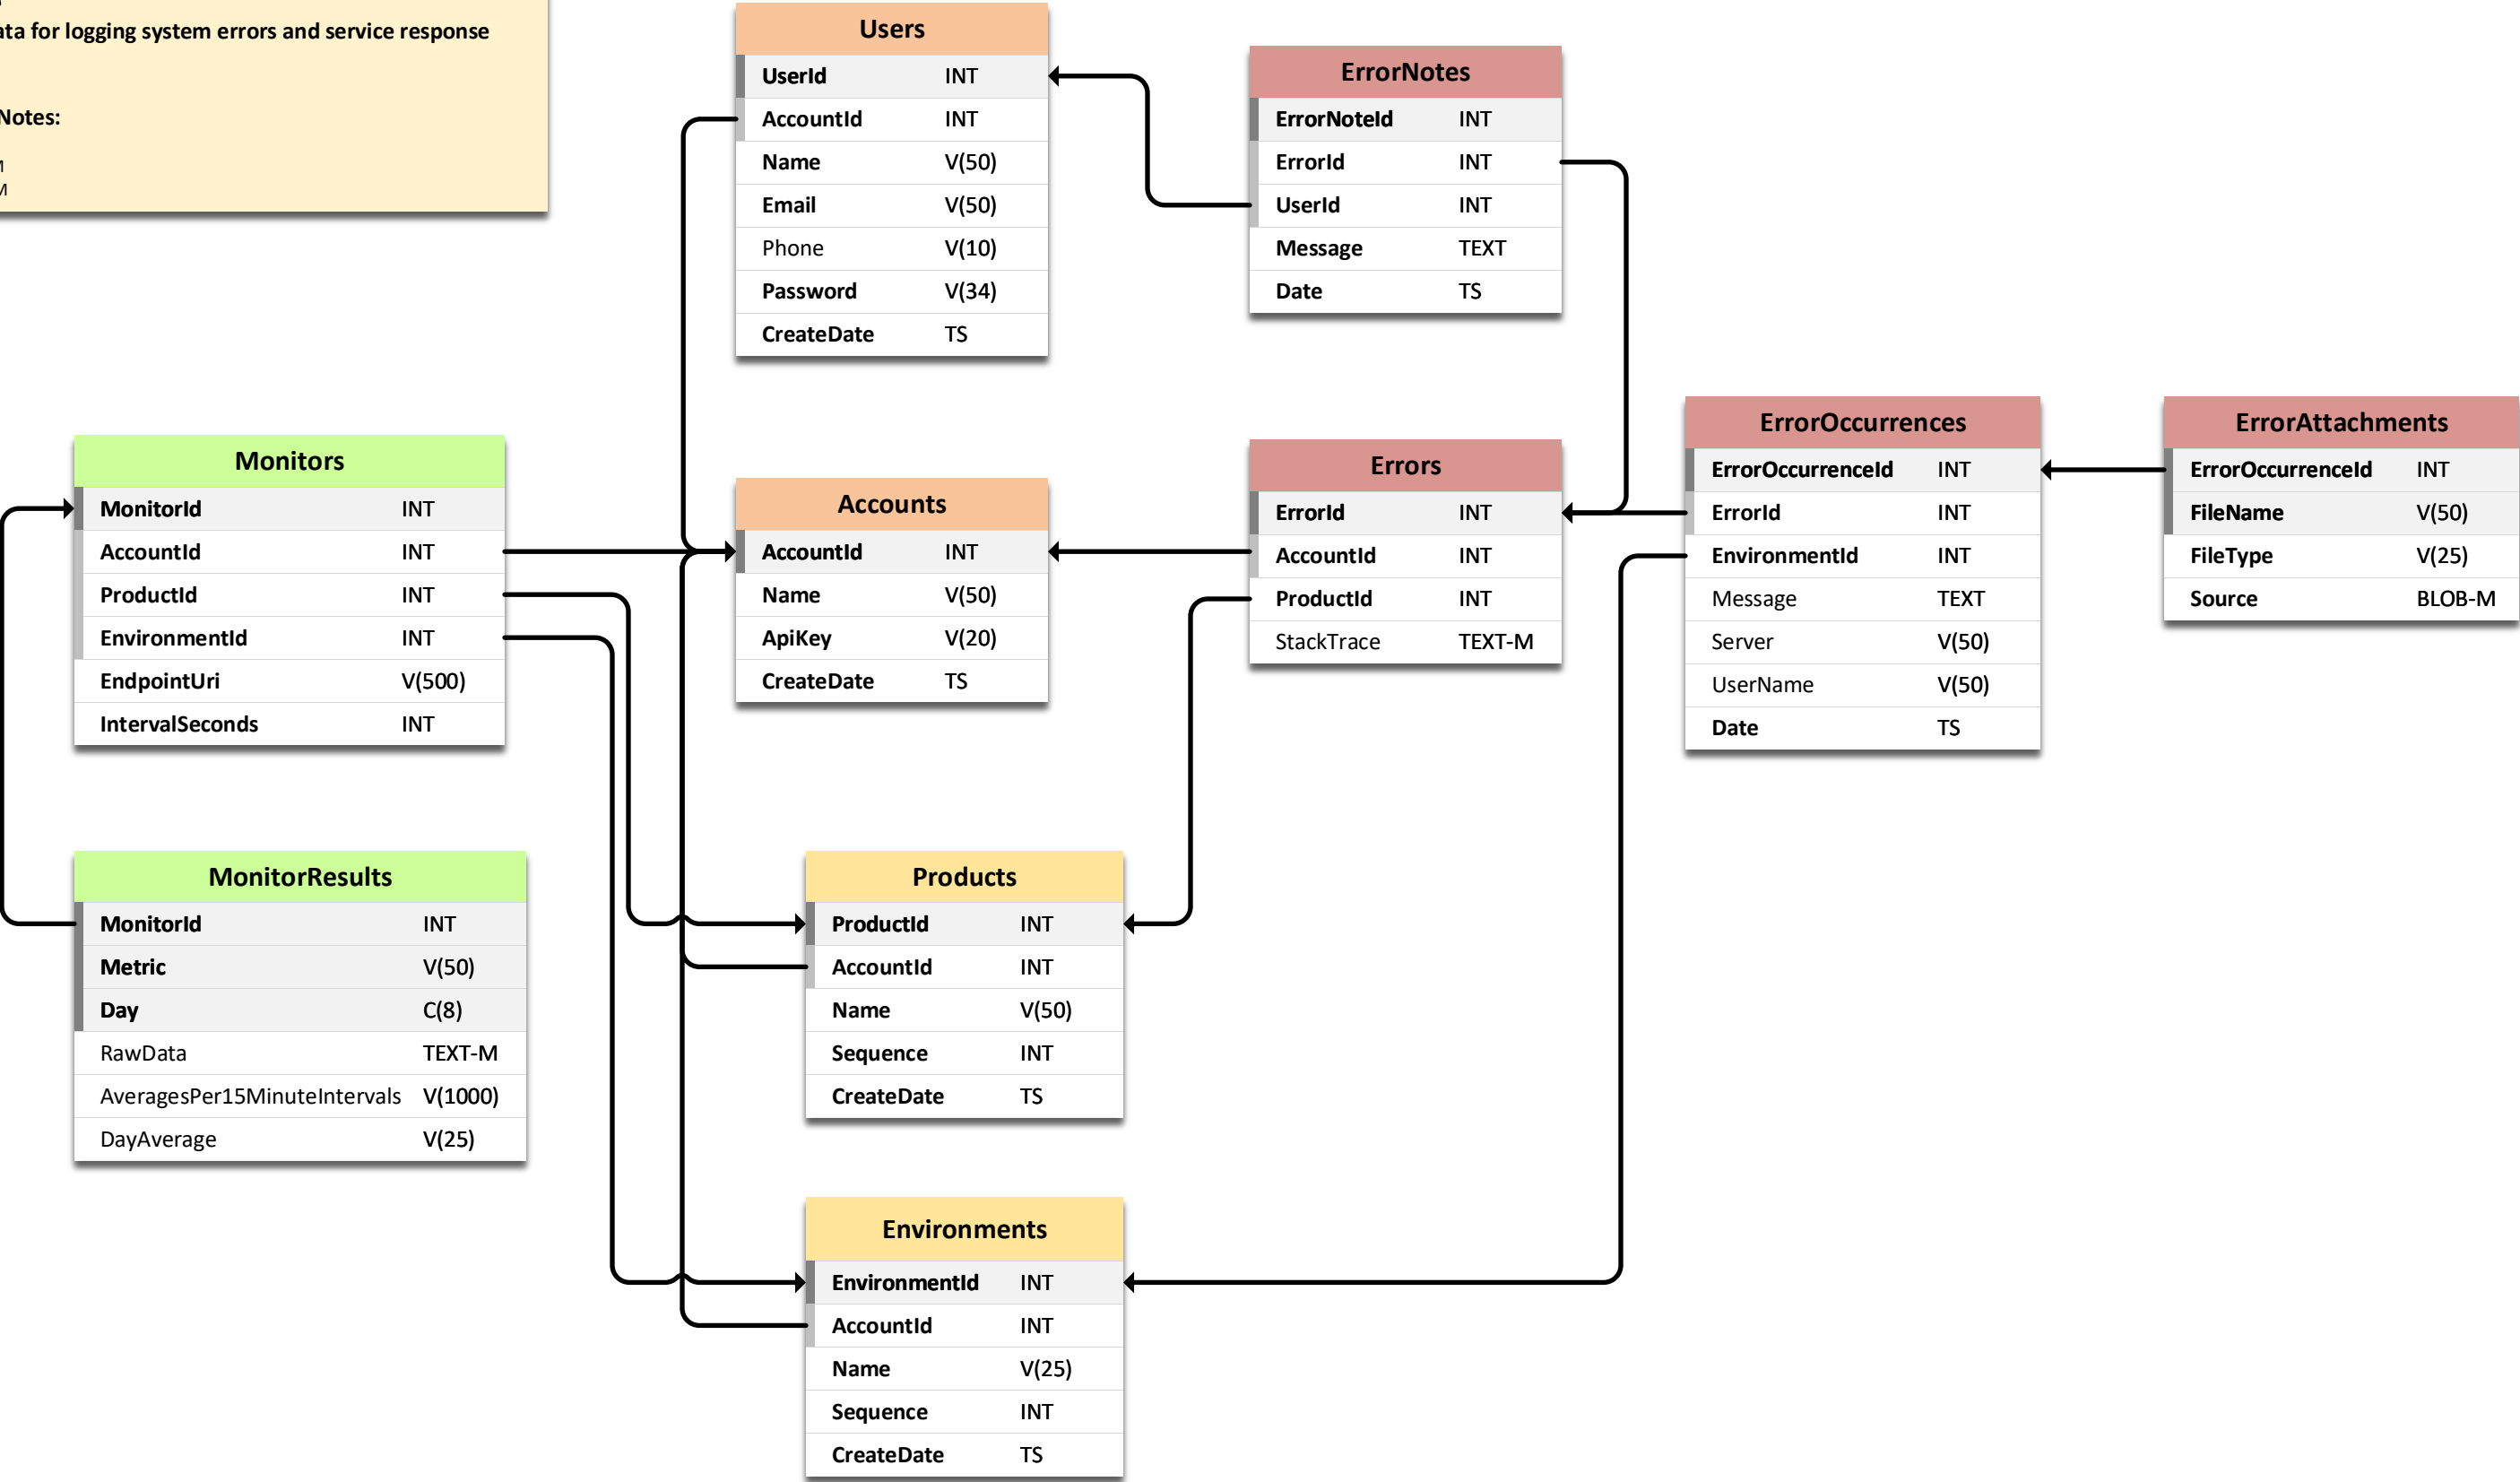 ata for logging system errors and service response
Notes:
M
M
Users
UserId INT
AccountId INT
Name V(50)
Email V(50)
Phone V(10)
Password V(34)
CreateDate TS
ErrorNotes
ErrorNoteId INT
ErrorId INT
UserId INT
Message TEXT
Date TS
Monitors
MonitorId INT
AccountId INT
ProductId INT
EnvironmentId INT
EndpointUri V(500)
IntervalSeconds INT
Accounts
AccountId INT
Name V(50)
ApiKey V(20)
CreateDate TS
Errors
ErrorId INT
AccountId INT
ProductId INT
StackTrace TEXT-M
ErrorOccurrences
ErrorOccurrenceId INT
ErrorId INT
EnvironmentId INT
Message TEXT
Server V(50)
UserName V(50)
Date TS
ErrorAttachments
ErrorOccurrenceId INT
FileName V(50)
FileType V(25)
Source BLOB-M
MonitorResults
MonitorId INT
Metric V(50)
Day C(8)
RawData TEXT-M
AveragesPer15MinuteIntervals V(1000)
DayAverage V(25)
Products
ProductId INT
AccountId INT
Name V(50)
Sequence INT
CreateDate TS
Environments
EnvironmentId INT
AccountId INT
Name V(25)
Sequence INT
CreateDate TS